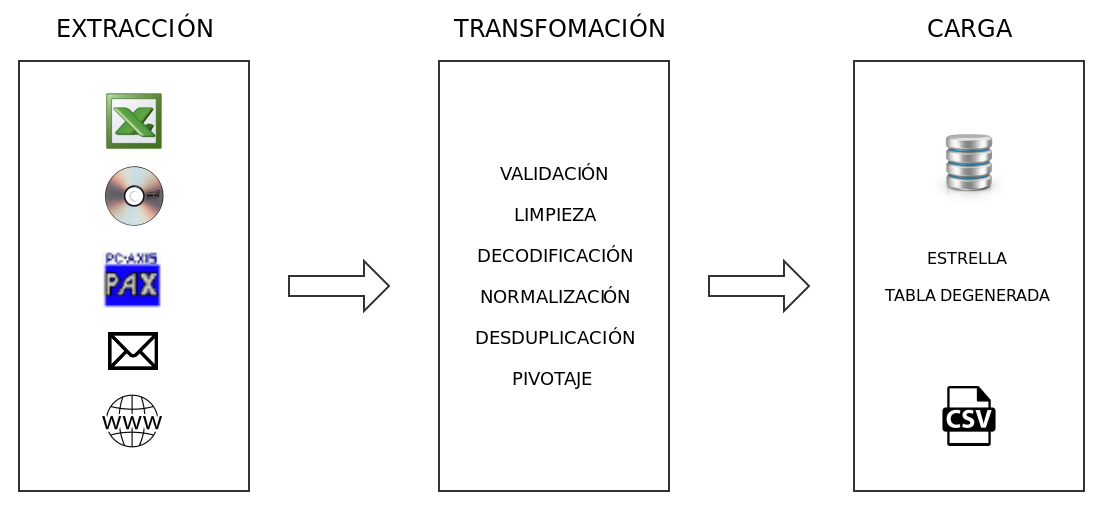 EXTRACCIÓN
TRANSFOMACIÓN
CARGA
PC-AXIS
PAX
WWW
VALIDACIÓN
LIMPIEZA
DECODIFICACIÓN
NORMALIZACIÓN
DESDUPLICACIÓN
PIVOTAJE
ESTRELLA
TABLA DEGENERADA
CSV